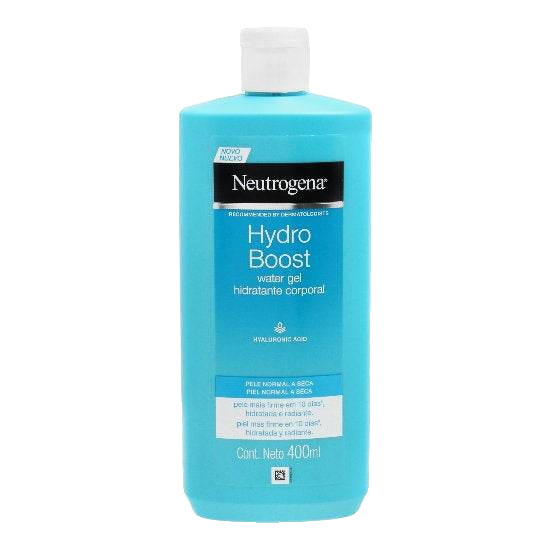 NOVO
NUEVO
Neutrogena®
RECOMMENDED BY DERMATOLOGISTS
Hydro
Boost
water gel
hidratante corporal
HYALURONIC ACID
PELE NORMAL A SECA
PIEL NORMAL A SECA
pele mais firme em 10 dias*,
hidratada e radiante.
piel más firme en 10 días*,
hidratada y radiante.
Cont. Neto 400ml